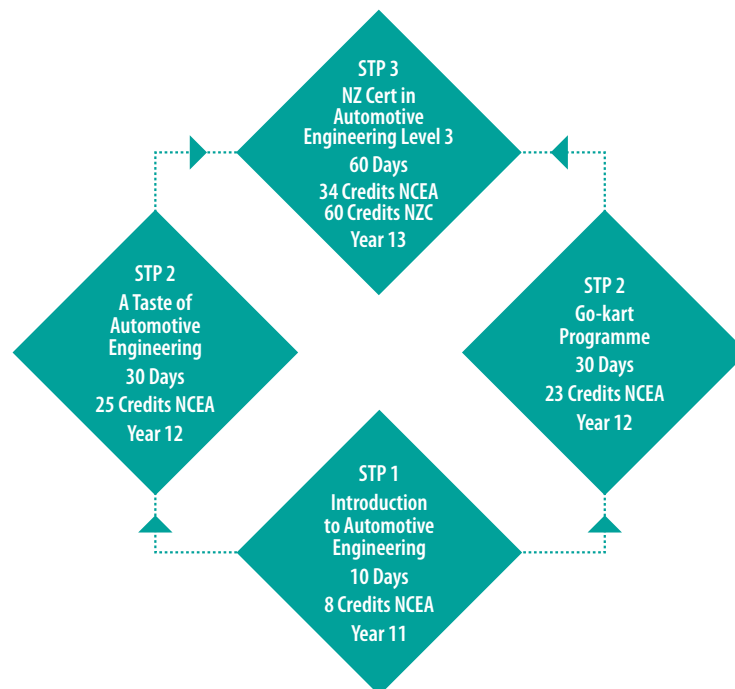 STP 3
NZ Cert in
Automotive
Engineering Level 3
60 Days
34 Credits NCEA
60 Credits NZC
Year 13
STP 2
A Taste of
Automotive
Engineering
30 Days
25 Credits NCEA
Year 12
STP 2
Go-kart
Programme
30 Days
23 Credits NCEA
Year 12
STP 1
Introduction
to Automotive
Engineering
10 Days
8 Credits NCEA
Year 11